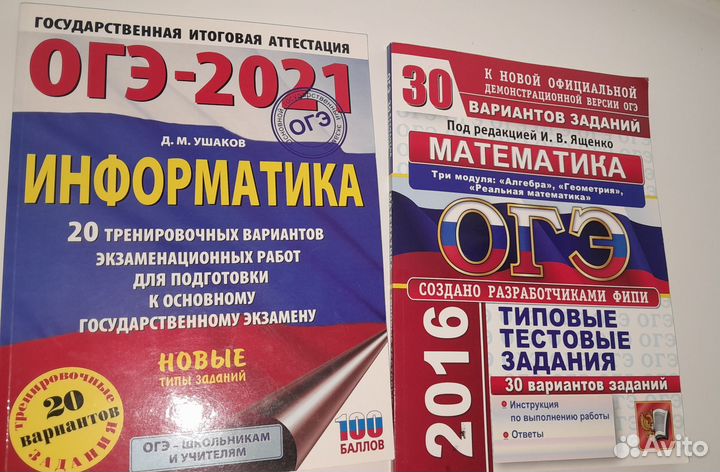 ГОСУДАРСТВЕННАЯ ИТОГОВАЯ АТТЕСТАЦИЯ
ОГЭ-2021
ОГЭ
Д. М. УШАКОВ
ИНФОРМАТИКА
20 ТРЕНИРОВОЧНЫХ ВАРИАНТОВ
ЭКЗАМЕНАЦИОННЫХ РАБОТ
ДЛЯ ПОДГОТОВКИ
К ОСНОВНОМУ
ГОСУДАРСТВЕННОМУ ЭКЗАМЕНУ
НОВЫЕ
ТИПЫ ЗАДАНИЙ
ТРЕНИРОВОЧНЫЕ
20
вариантов
ЗАДАНИЯ
ОГЭ - ШКОЛЬНИКАМ
И УЧИТЕЛЯМ
100
БАЛЛОВ
30
К НОВОЙ ОФИЦИАЛЬНОЙ
ДЕМОНСТРАЦИОННОЙ ВЕРСИИ ОГЭ
ВАРИАНТОВ ЗАДАНИЙ
Под редакцией И. В. Ященко
МАТЕМАТИКА
Три модуля: «Алгебра», «Геометрия»,
«Реальная математика»
ОГЭ
СОЗДАНО РАЗРАБОТЧИКАМИ ФИПИ
2016
ТИПОВЫЕ
ТЕСТОВЫЕ
ЗАДАНИЯ
30 вариантов заданий
• Инструкция
по выполнению работы
• Ответы
Avito